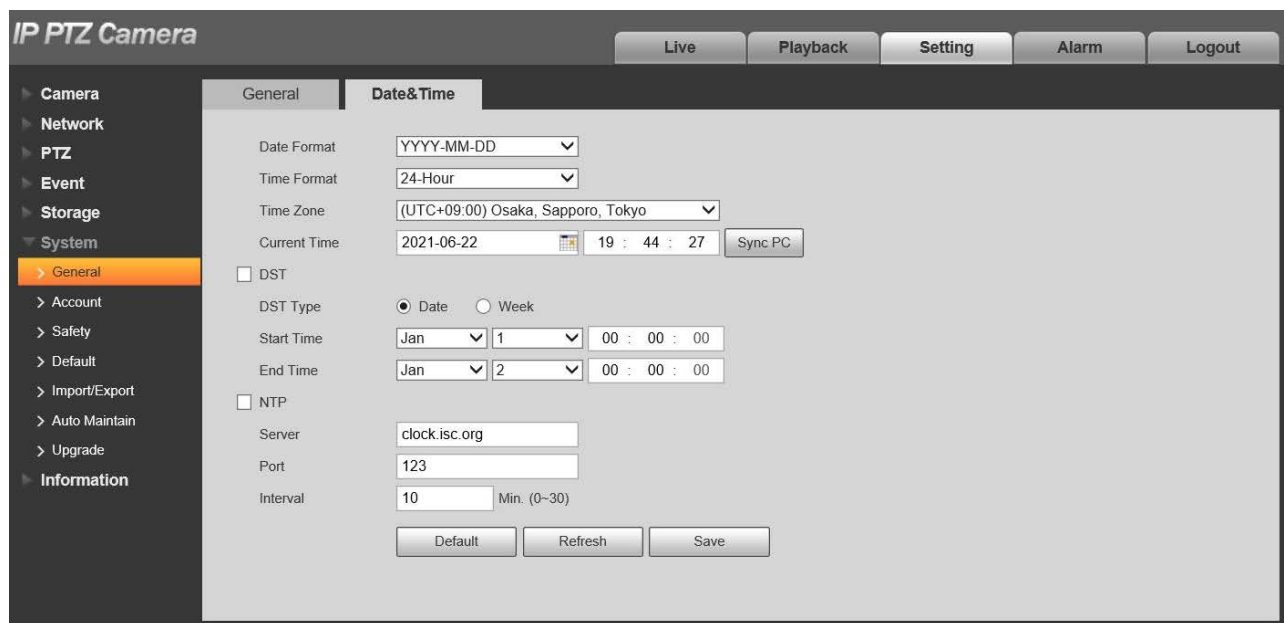 IP PTZ Camera
Live Playback Setting Alarm Logout
Camera
Network
PTZ
Event
Storage
System
> General
> Account
> Safety
> Default
> Import/Export
> Auto Maintain
> Upgrade
Information
General Date&Time
Date Format YYYY-MM-DD
Time Format 24-Hour
Time Zone (UTC+09:00) Osaka, Sapporo, Tokyo
Current Time 2021-06-22 19 : 44 : 27 Sync PC
DST
DST Type Date Week
Start Time Jan 1 00 : 00 : 00
End Time Jan 2 00 : 00 : 00
NTP
Server clock.isc.org
Port 123
Interval 10 Min. (0~30)
Default Refresh Save